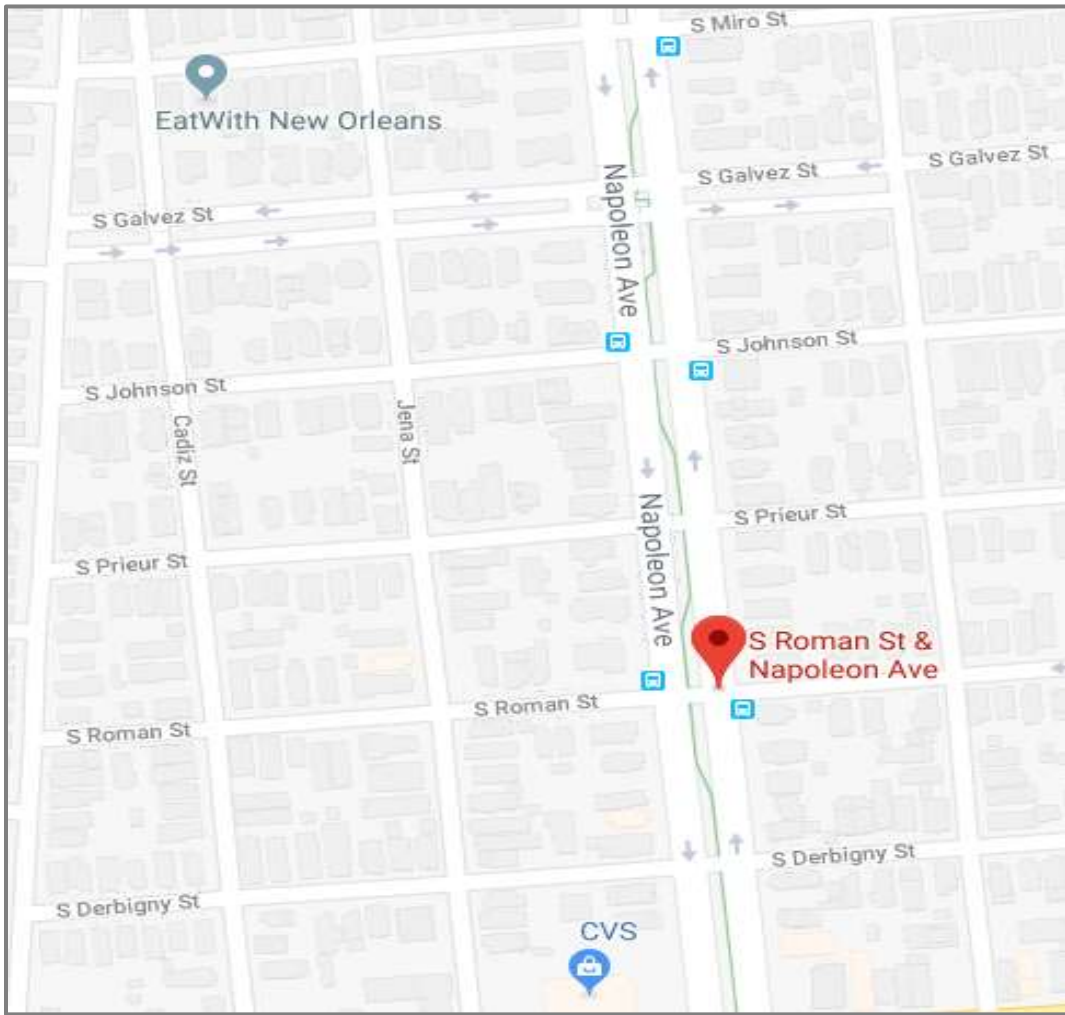 S Miro St
EatWith New Orleans
S Galvez St
S Galvez St
S Galvez St
Napoleon Ave
S Johnson St
S Johnson St
Cadiz St
Jena St
Napoleon Ave
S Prieur St
S Prieur St
S Roman St &
Napoleon Ave
S Roman St
S Roman St
S Derbigny St
S Derbigny St
CVS